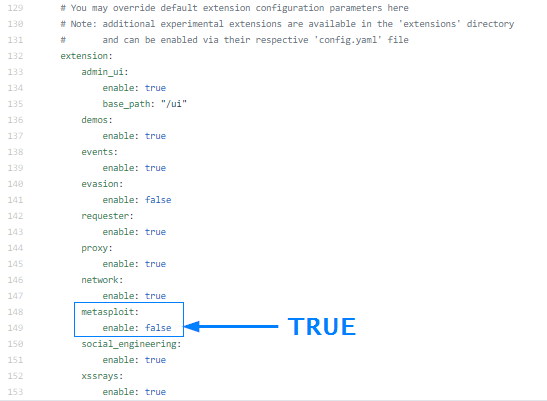 129 # You may override default extension configuration parameters here
130 # Note: additional experimental extensions are available in the 'extensions' directory
131 #       and can be enabled via their respective 'config.yaml' file
132 extension:
133     admin_ui:
134         enable: true
135         base_path: "/ui"
136     demos:
137         enable: true
138     events:
139         enable: true
140     evasion:
141         enable: false
142     requester:
143         enable: true
144     proxy:
145         enable: true
146     network:
147         enable: true
148     metasploit:
149         enable: false TRUE
150     social_engineering:
151         enable: true
152     xssrays:
153         enable: true